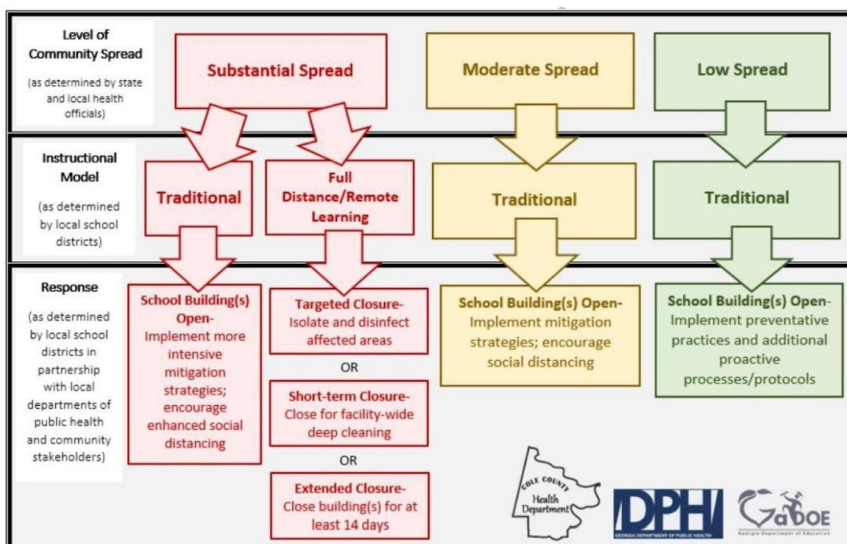 Level of
Community Spread
(as determined by state
and local health
officials)
Substantial Spread
Moderate Spread
Low Spread
Instructional
Model
(as determined
by local school
districts)
Traditional
Full
Distance/Remote
Learning
Traditional
Traditional
Response
(as determined
by local school
districts in
partnership
with local
departments of
public health
and community
stakeholders)
School Building(s)
Open-
Implement more
intensive
mitigation
strategies;
encourage
enhanced social
distancing
Targeted Closure-
Isolate and disinfect
affected areas
OR
Short-term Closure-
Close for facility-wide
deep cleaning
OR
Extended Closure-
Close building(s) for at
least 14 days
School Building(s) Open-
Implement mitigation
strategies; encourage
social distancing
School Building(s) Open-
Implement preventative
practices and additional
proactive
processes/protocols
COLE COUNTY
Health
Department
DPH
GEORGIA DEPARTMENT OF PUBLIC HEALTH
GaDOE
Georgia Department of Education